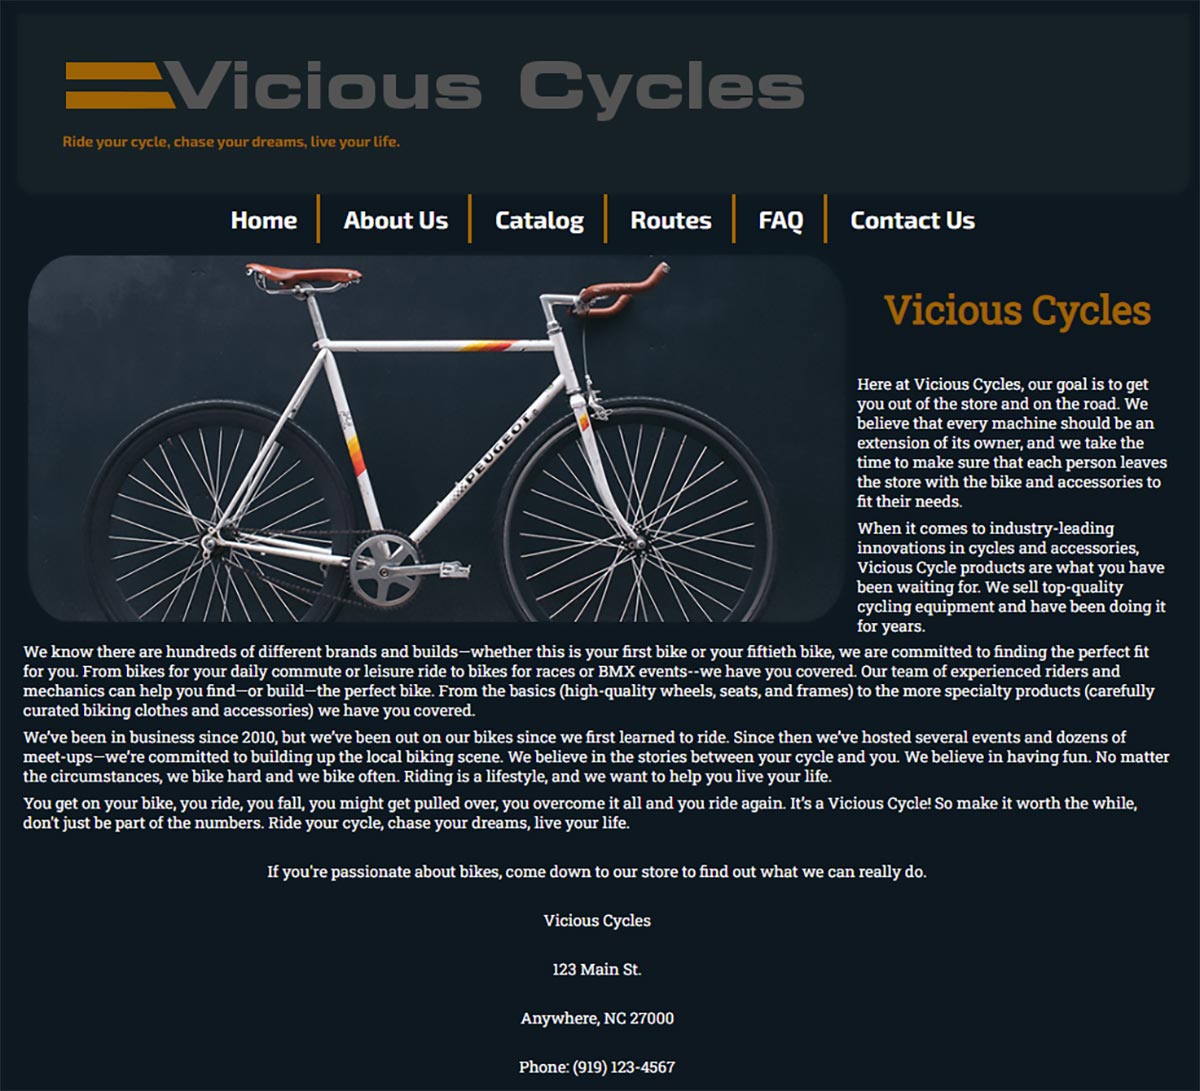 Vicious Cycles
Ride your cycle, chase your dreams, live your life.
Home
About Us
Catalog
Routes
FAQ
Contact Us
PEUGEOT
Vicious Cycles
Here at Vicious Cycles, our goal is to get
you out of the store and on the road. We
believe that every machine should be an
extension of its owner, and we take the
time to make sure that each person leaves
the store with the bike and accessories to
fit their needs.
When it comes to industry-leading
innovations in cycles and accessories,
Vicious Cycle products are what you have
been waiting for. We sell top-quality
cycling equipment and have been doing it
for years.
We know there are hundreds of different brands and builds—whether this is your first bike or your fiftieth bike, we are committed to finding the perfect fit
for you. From bikes for your daily commute or leisure ride to bikes for races or BMX events--we have you covered. Our team of experienced riders and
mechanics can help you find—or build—the perfect bike. From the basics (high-quality wheels, seats, and frames) to the more specialty products (carefully
curated biking clothes and accessories) we have you covered.
We’ve been in business since 2010, but we’ve been out on our bikes since we first learned to ride. Since then we’ve hosted several events and dozens of
meet-ups—we’re committed to building up the local biking scene. We believe in the stories between your cycle and you. We believe in having fun. No matter
the circumstances, we bike hard and we bike often. Riding is a lifestyle, and we want to help you live your life.
You get on your bike, you ride, you fall, you might get pulled over, you overcome it all and you ride again. It’s a Vicious Cycle! So make it worth the while,
don't just be part of the numbers. Ride your cycle, chase your dreams, live your life.
If you're passionate about bikes, come down to our store to find out what we can really do.
Vicious Cycles
123 Main St.
Anywhere, NC 27000
Phone: (919) 123-4567